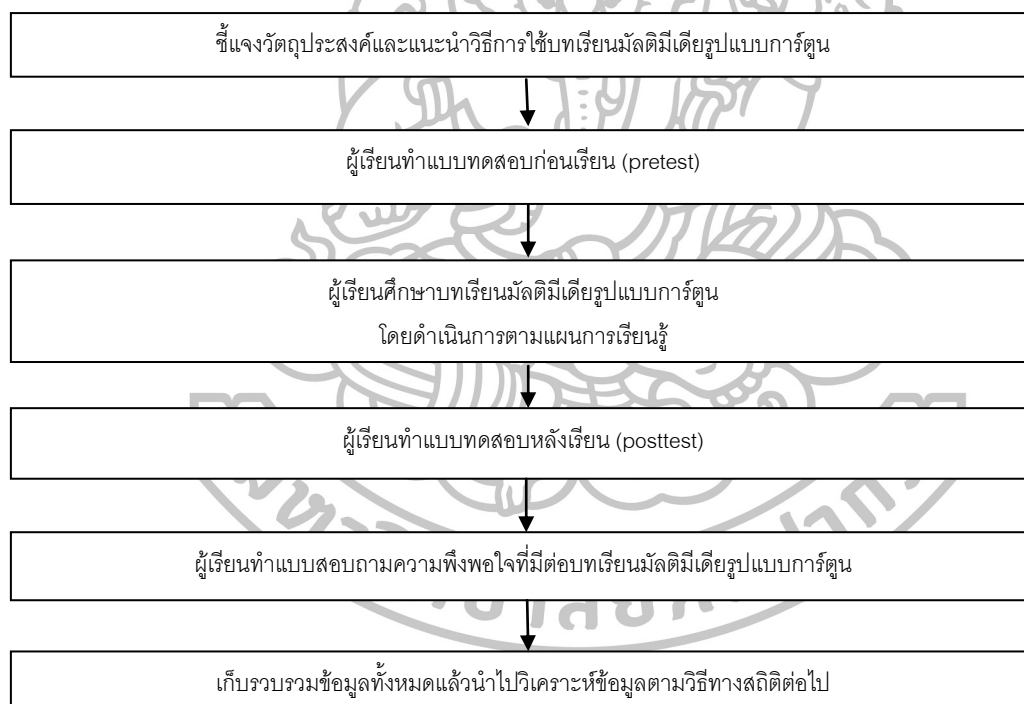 ชี้แจงวัตถุประสงค์และแนะนำวิธีการใช้บทเรียนมัลติมีเดียรูปแบบการ์ตูน
ผู้เรียนทำแบบทดสอบก่อนเรียน (pretest)
ผู้เรียนศึกษาบทเรียนมัลติมีเดียรูปแบบการ์ตูน
โดยดำเนินการตามแผนการเรียนรู้
ผู้เรียนทำแบบทดสอบหลังเรียน (posttest)
ผู้เรียนทำแบบสอบถามความพึงพอใจที่มีต่อบทเรียนมัลติมีเดียรูปแบบการ์ตูน
เก็บรวบรวมข้อมูลทั้งหมดแล้วนำไปวิเคราะห์ข้อมูลตามวิธีทางสถิติต่อไป